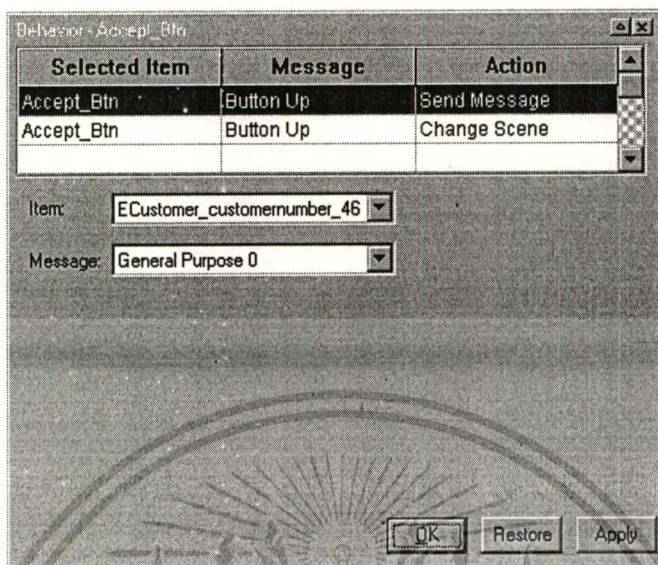 Behavior - Accept_Btn
Selected Item Message Action
Accept_Btn Button Up Send Message
Accept_Btn Button Up Change Scene
Item: ECustomer_customernumber_46
Message: General Purpose 0
OK Restore Apply